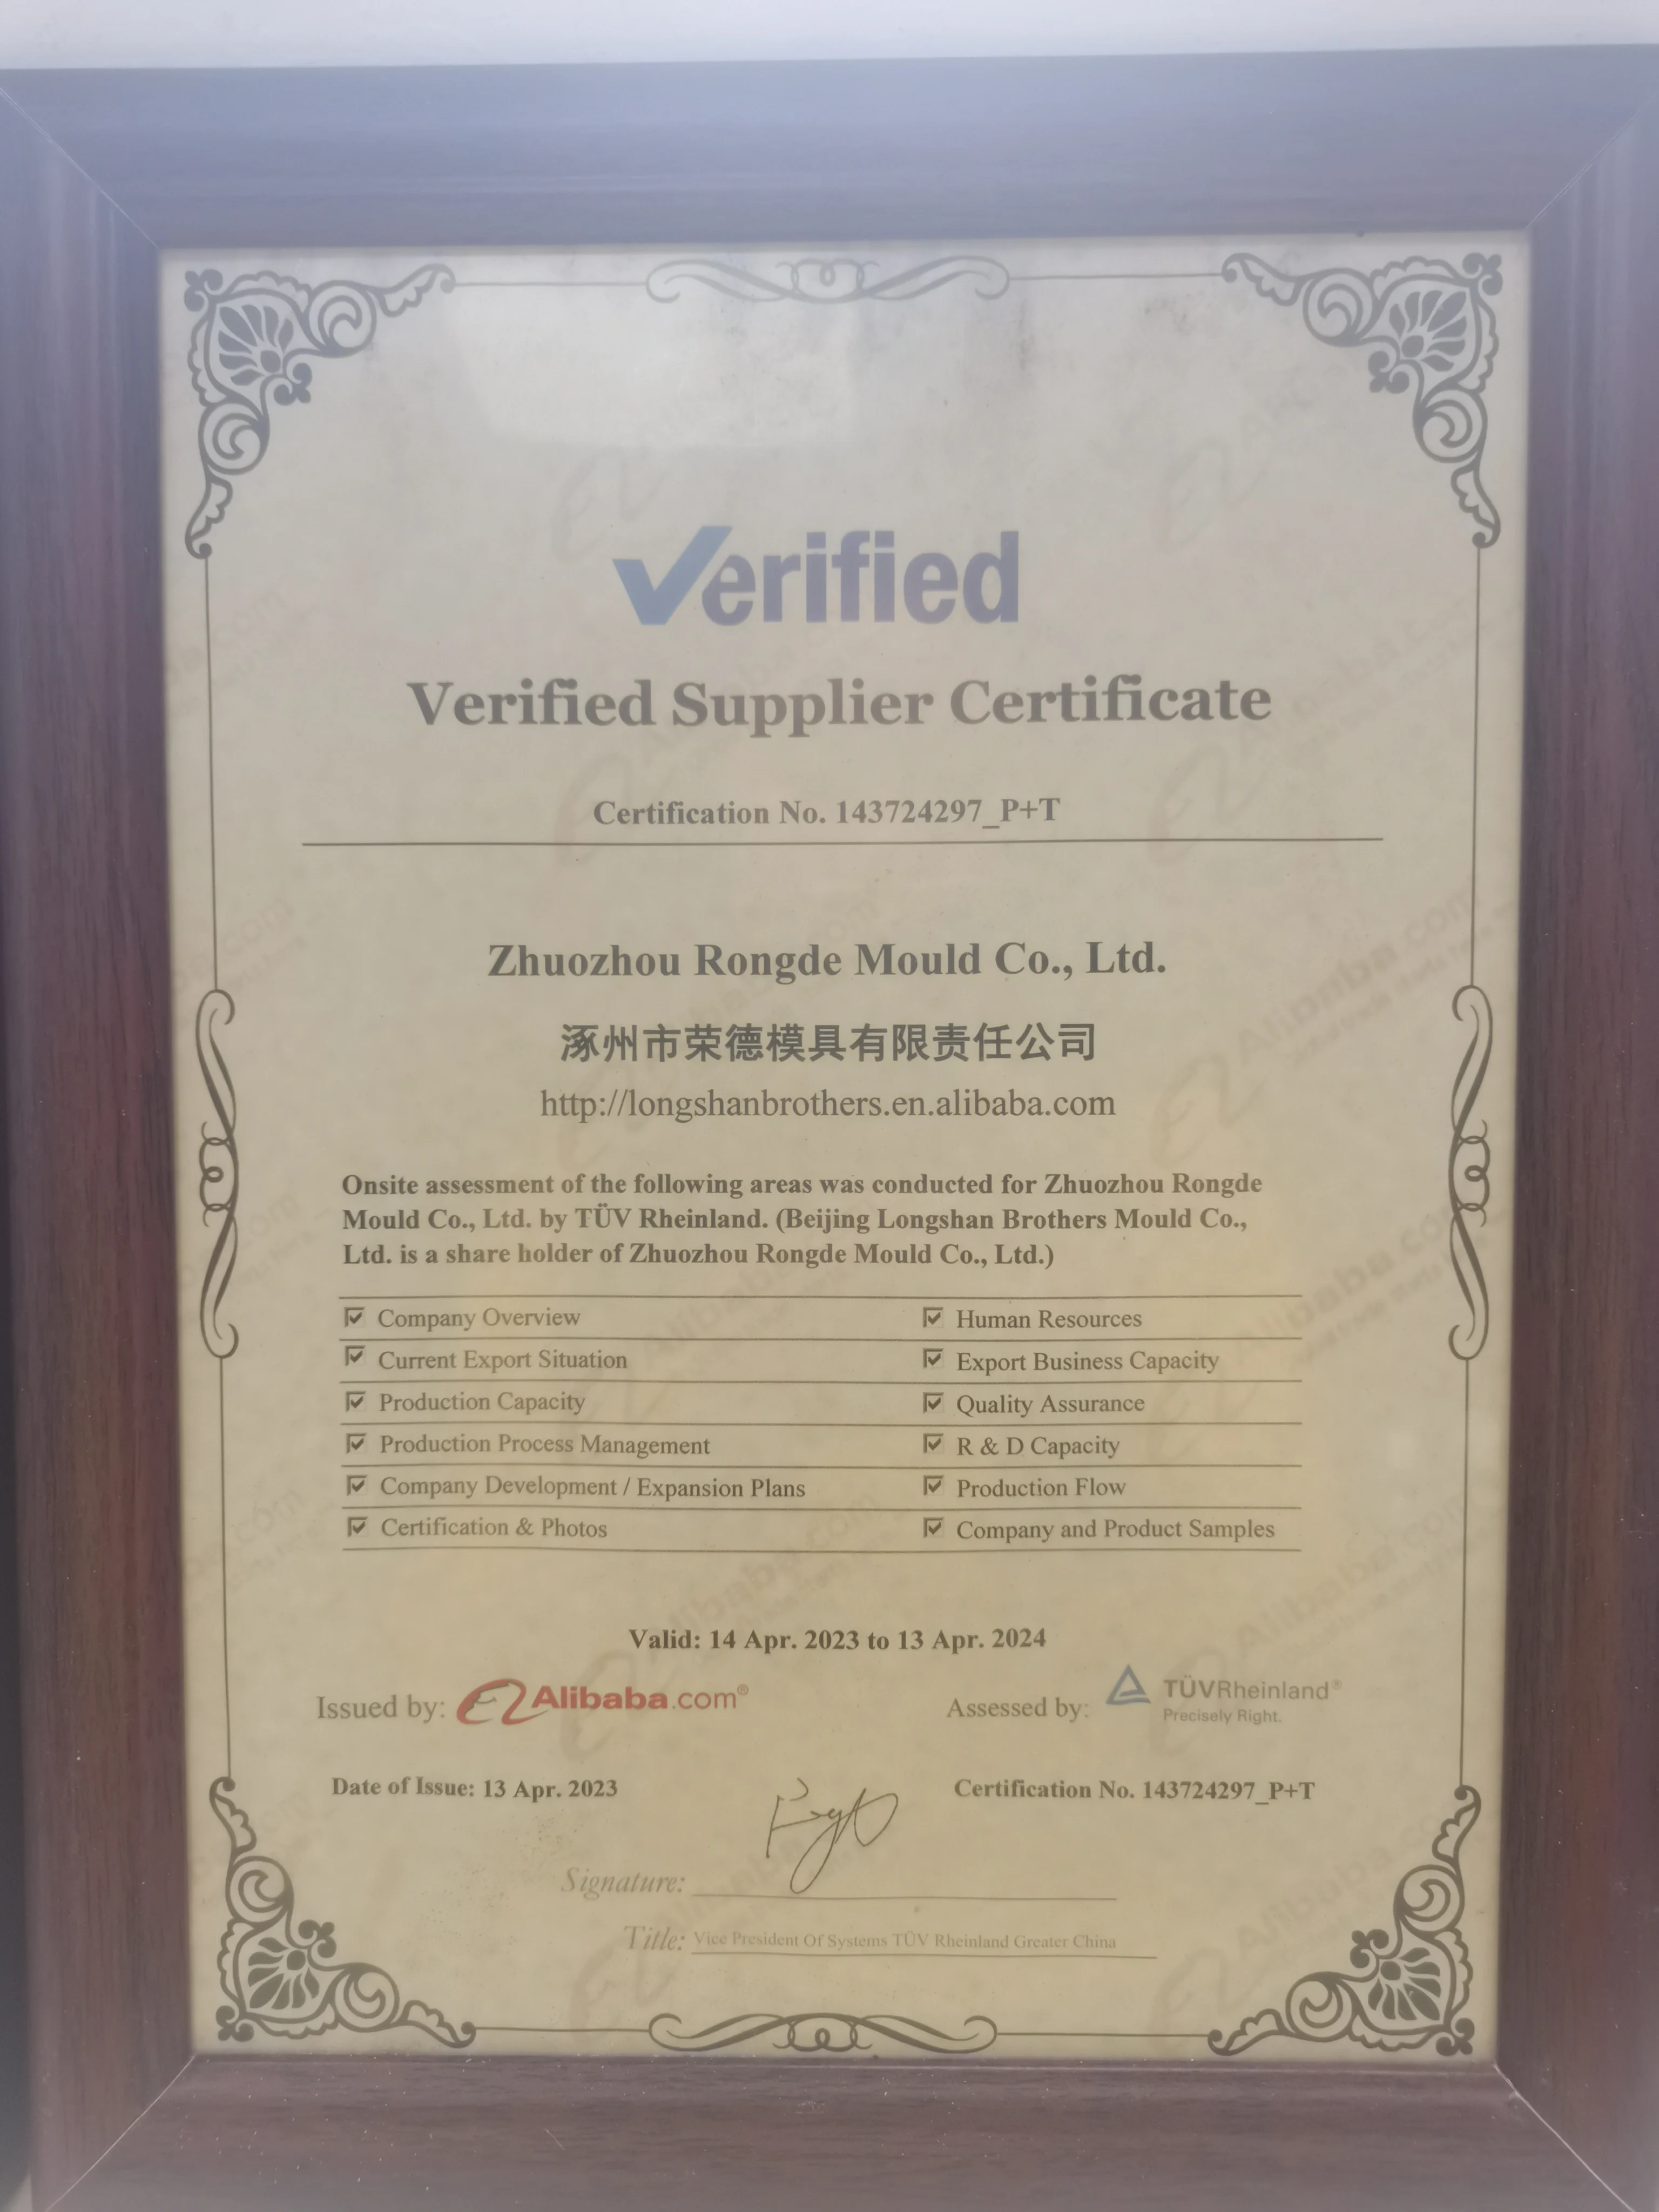 Verified
Verified Supplier Certificate
Certification No. 143724297_P+T
Zhuozhou Rongde Mould Co., Ltd.
涿州市荣德模具有限责任公司
http://longshanbrothers.en.alibaba.com
Onsite assessment of the following areas was conducted for Zhuozhou Rongde
Mould Co., Ltd. by TÜV Rheinland. (Beijing Longshan Brothers Mould Co.,
Ltd. is a share holder of Zhuozhou Rongde Mould Co., Ltd.)
Company Overview Human Resources
Current Export Situation Export Business Capacity
Production Capacity Quality Assurance
Production Process Management R & D Capacity
Company Development / Expansion Plans Production Flow
Certification & Photos Company and Product Samples
Valid: 14 Apr. 2023 to 13 Apr. 2024
Issued by: Alibaba.com® Assessed by: TÜVRheinland®
Precisely Right.
Date of Issue: 13 Apr. 2023 Certification No. 143724297_P+T
Signature:
Title: Vice President Of Systems TÜV Rheinland Greater China